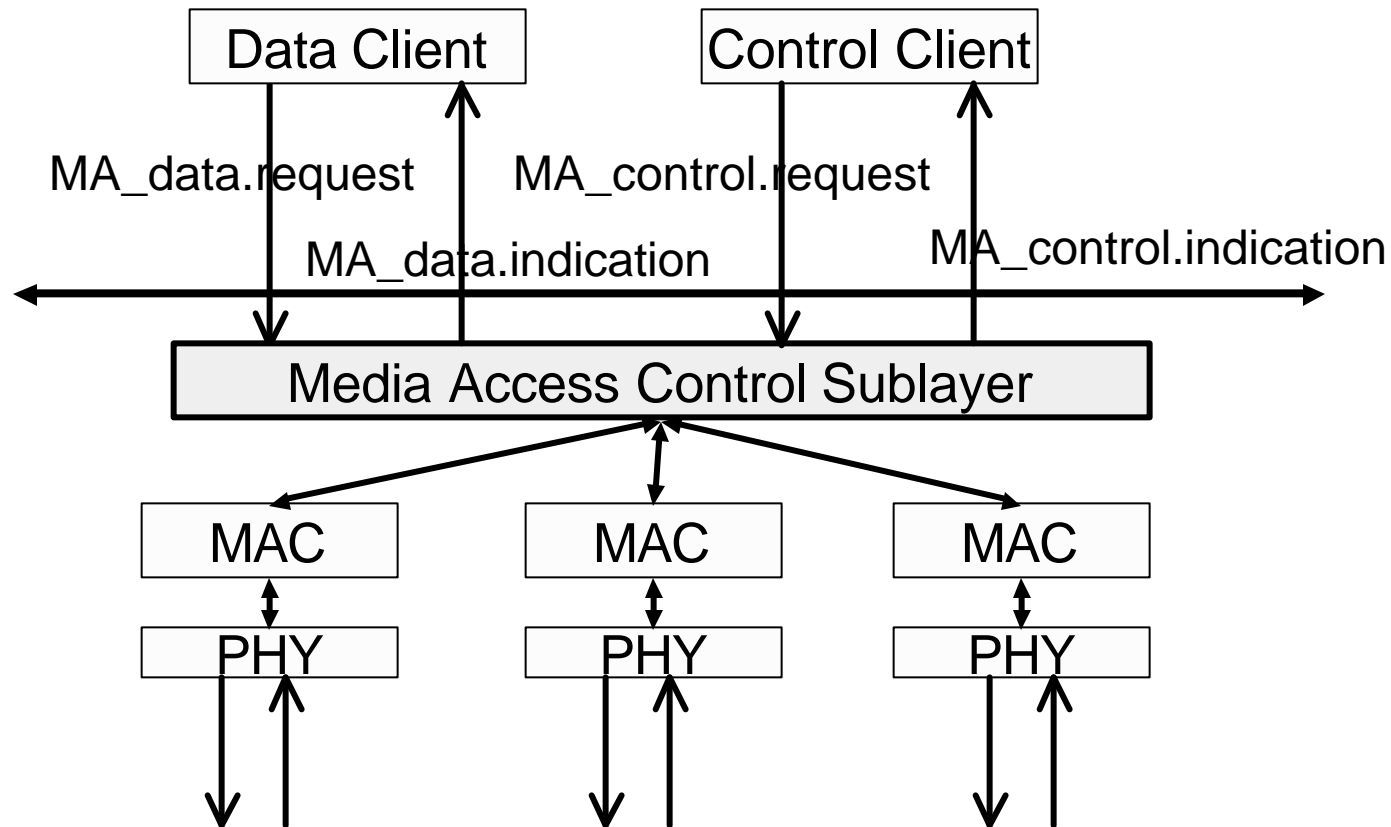 Data Client
Control Client
MA_data.request
MA_control.request
MA_data.indication
MA_control.indication
Media Access Control Sublayer
MAC
MAC
MAC
PHY
PHY
PHY